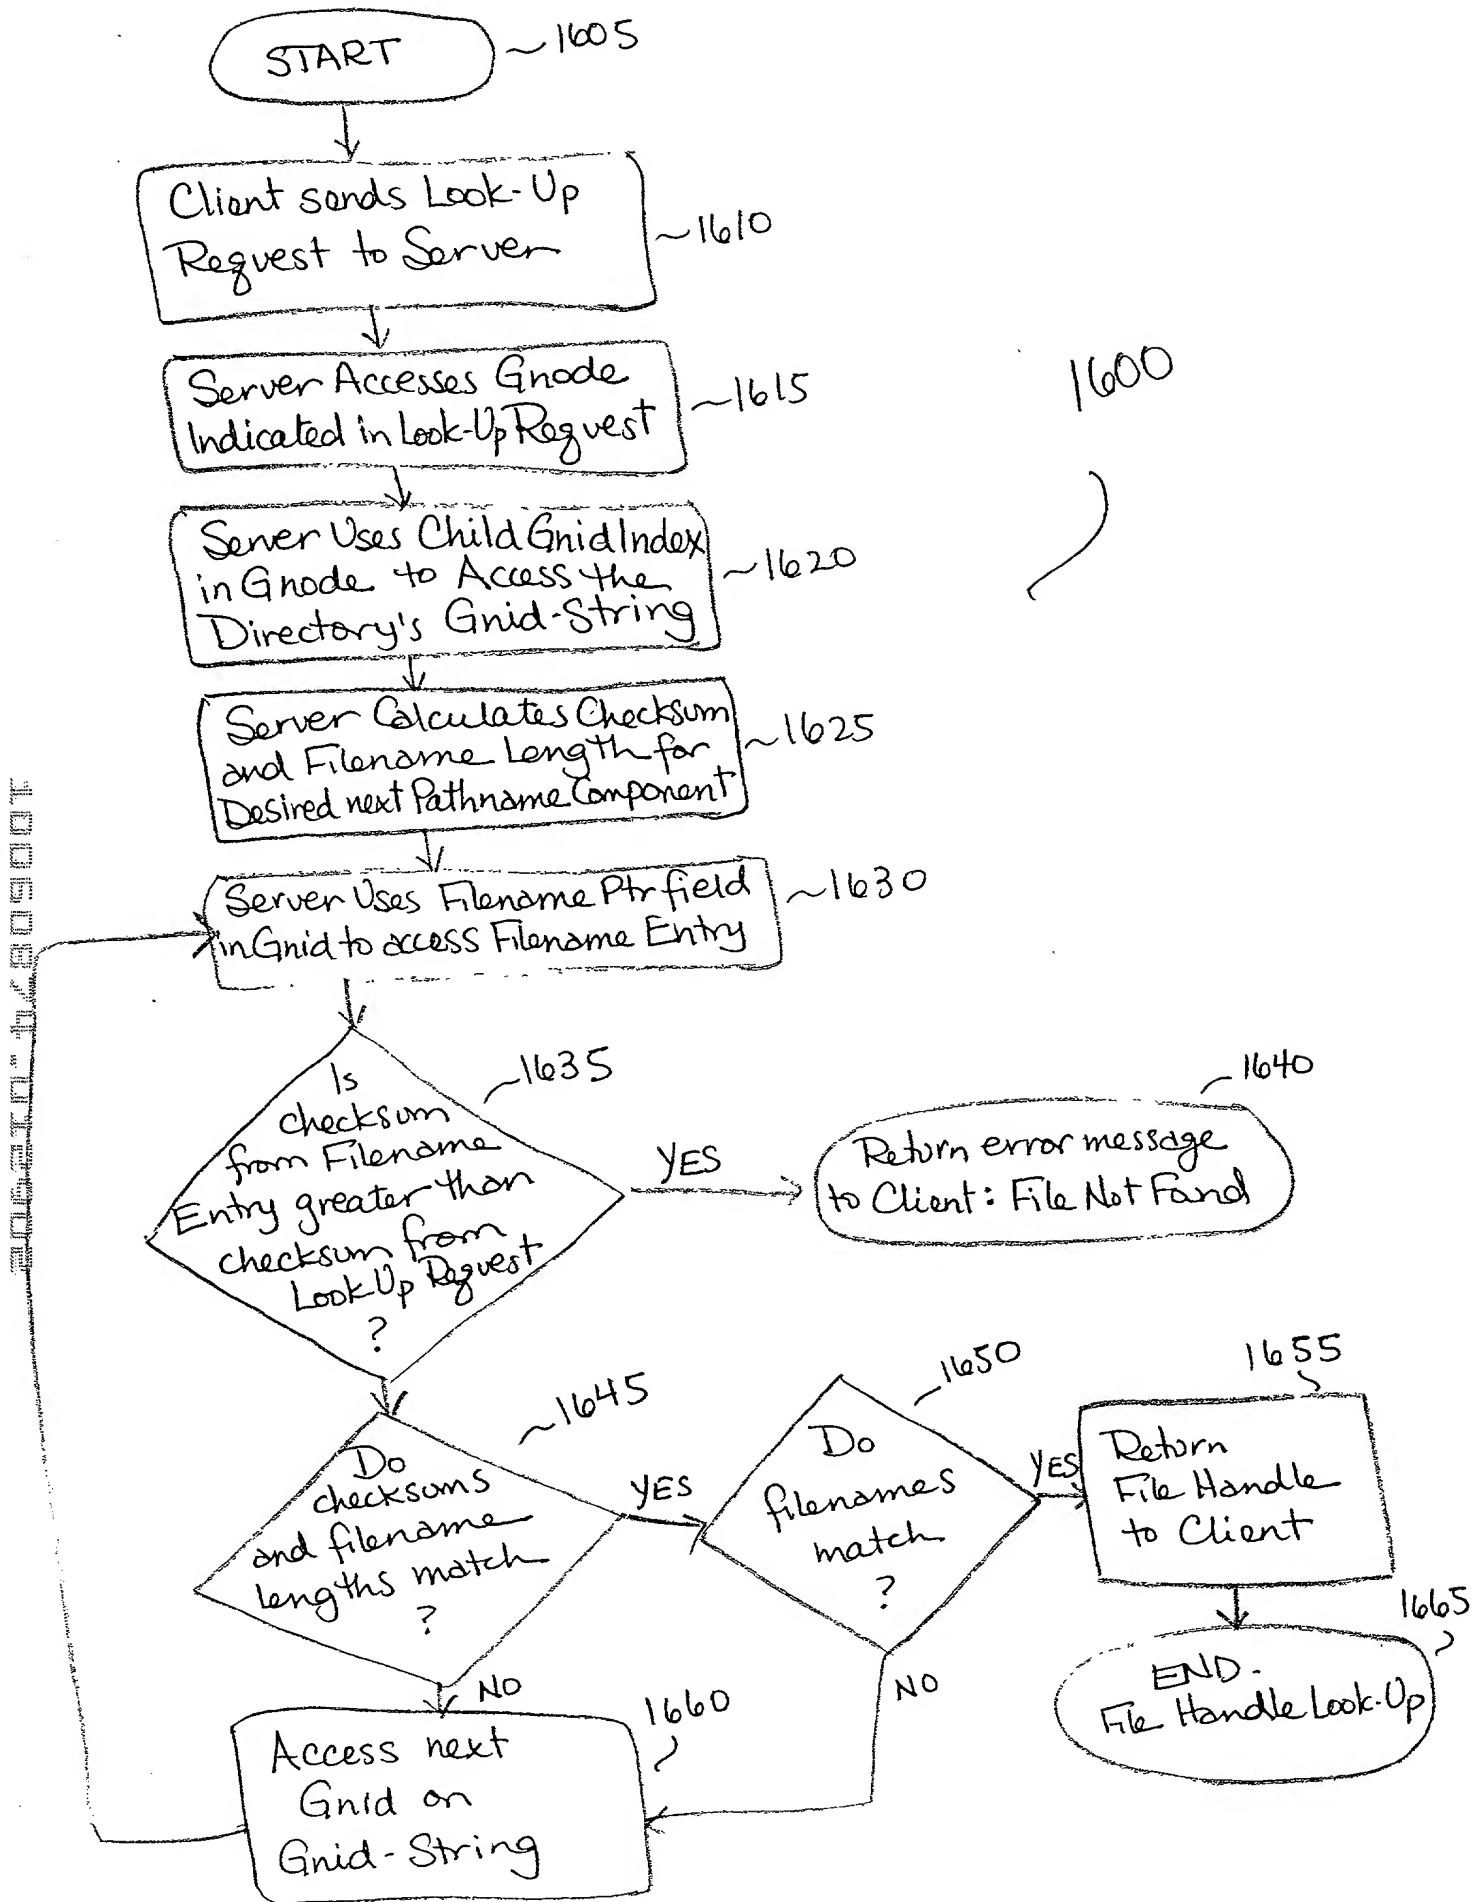 START
1605
Client sends Look-Up
Request to Server
1610
Server Accesses Gnode
Indicated in Look-Up Request
1615
1600
Server Uses Child Gnid Index
in Gnode to Access the
Directory's Gnid-String
1620
Server Calculates Checksum
and Filename Length for
Desired next Pathname Component
1625
Server Uses Filename Ptr field
in Gnid to access Filename Entry
1630
Is
checksum
from Filename
Entry greater than
checksum from
Look Up Request
?
1635
YES
1640
Return error message
to Client: File Not Found
Do
checksums
and filename
lengths match
?
1645
YES
Do
filenames
match
?
1650
YES
1655
Return
File Handle
to Client
1665
END.
File Handle Look-Up
NO
NO
1660
Access next
Gnid on
Gnid-String